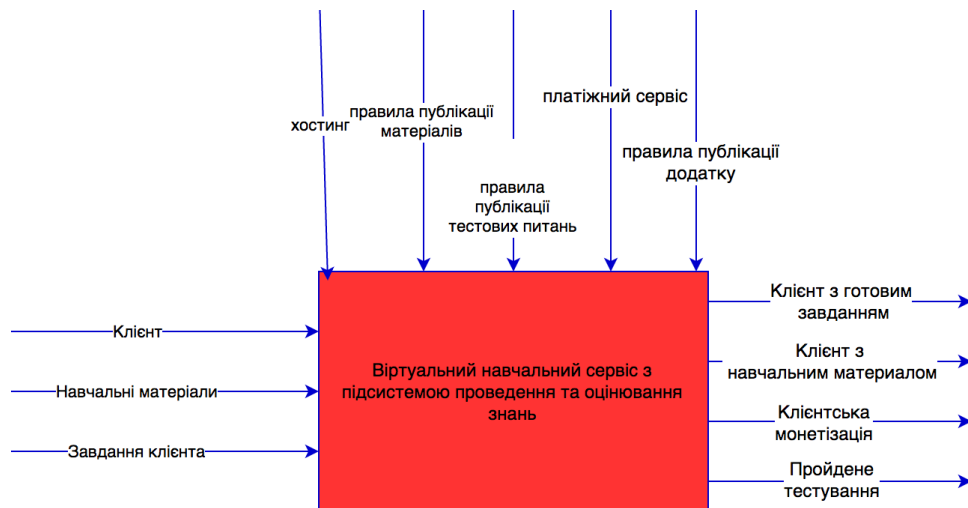 хостинг
правила публікації
матеріалів
правила
публікації
тестових питань
платіжний сервіс
правила публікації
додатку
Клієнт
Навчальні матеріали
Завдання клієнта
Віртуальний навчальний сервіс з
підсистемою проведення та оцінювання
знань
Клієнт з готовим
завданням
Клієнт з
навчальним материалом
Клієнтська
монетізація
Пройдене
тестування